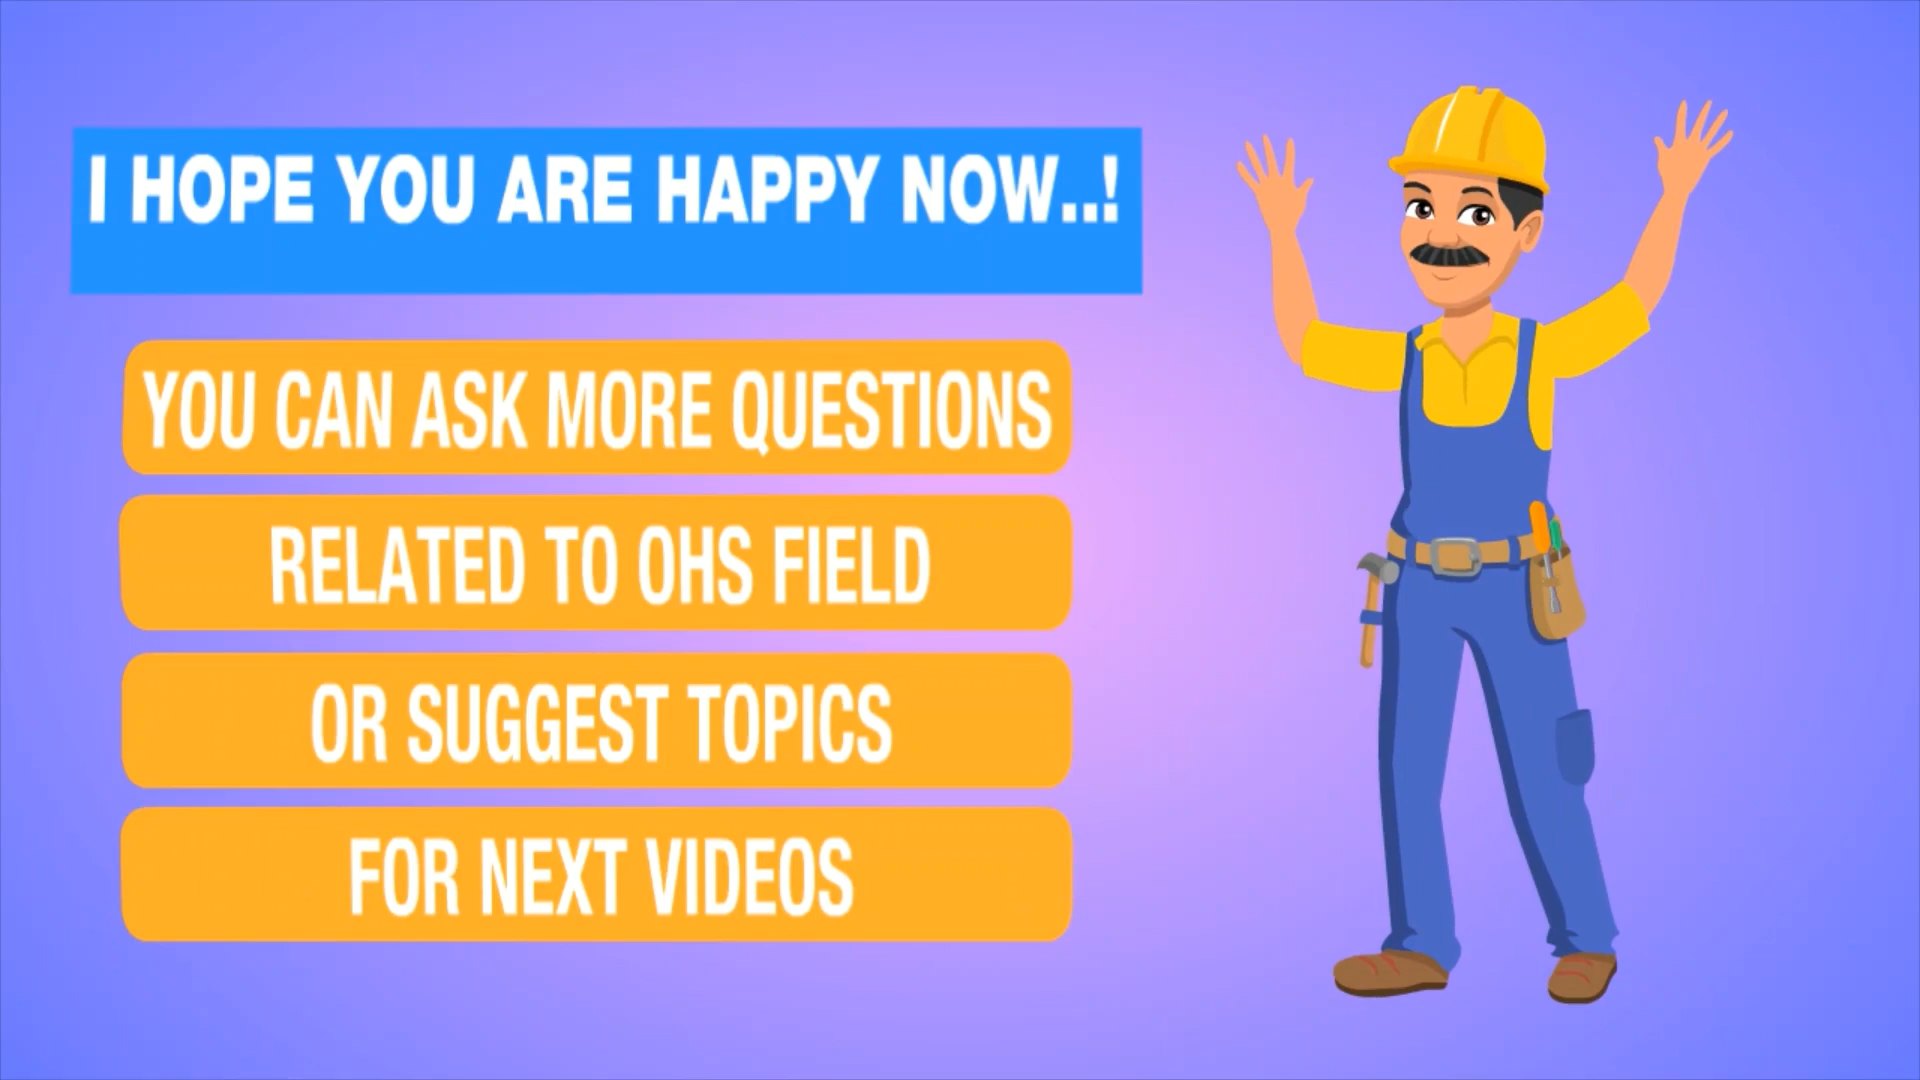 I HOPE YOU ARE HAPPY NOW..!
YOU CAN ASK MORE QUESTIONS
RELATED TO OHS FIELD
OR SUGGEST TOPICS
FOR NEXT VIDEOS